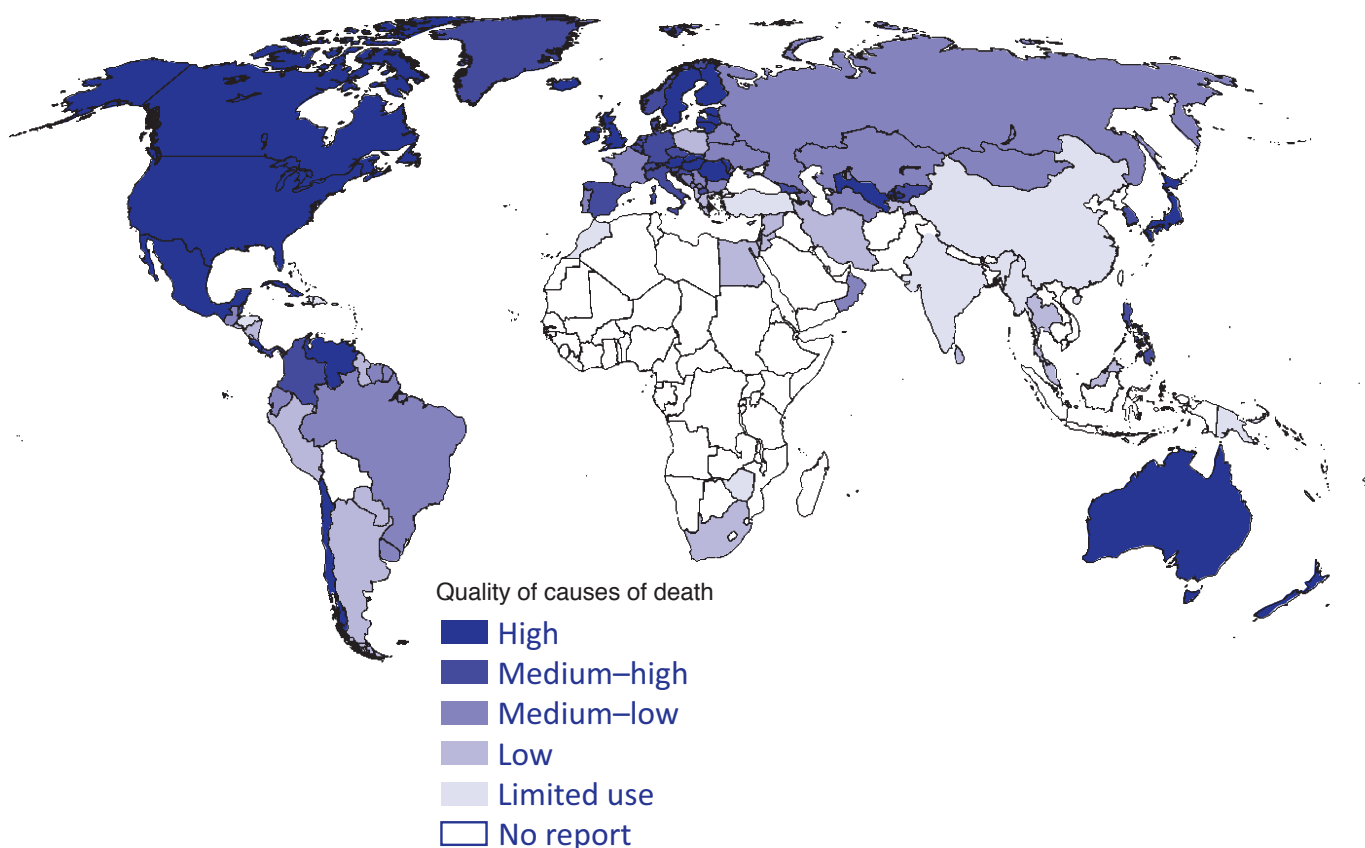 Quality of causes of death
High
Medium–high
Medium–low
Low
Limited use
No report